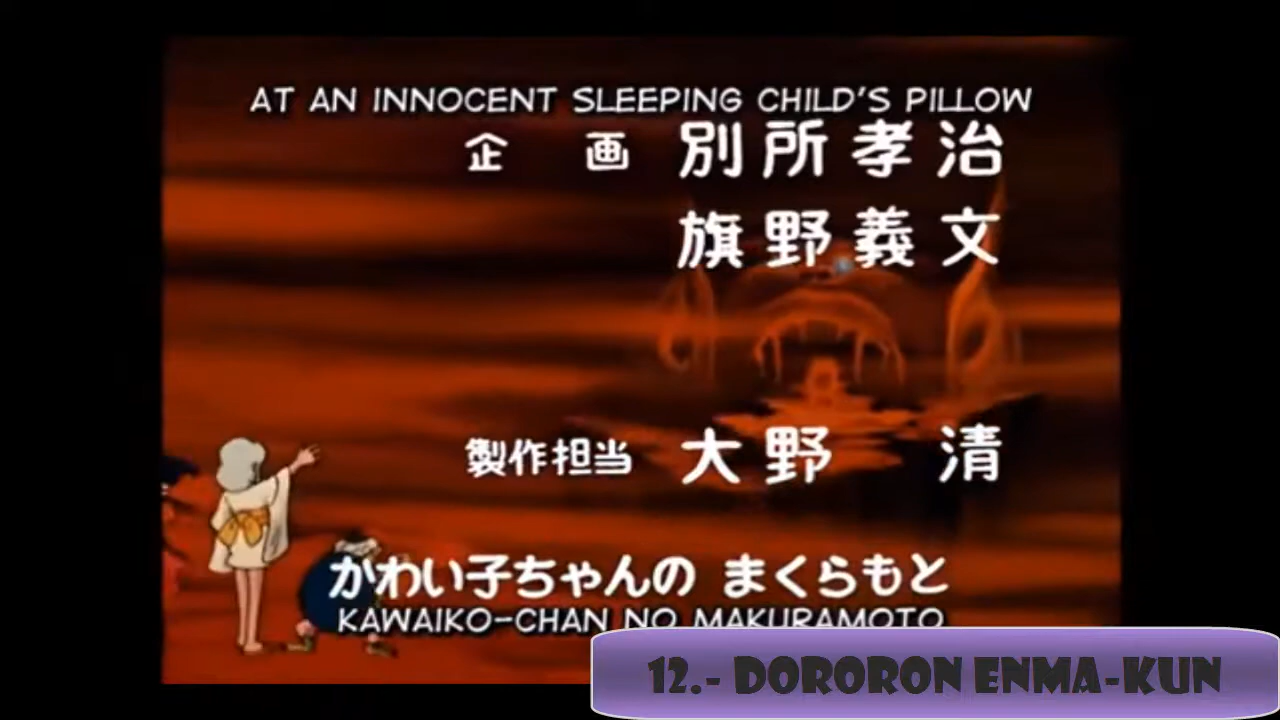 AT AN INNOCENT SLEEPING CHILD'S PILLOW
企 画 別所孝治
旗野義文
製作担当 大野 清
かわい子ちゃんの まくらもと
KAWAIKO-CHAN NO MAKURAMOTO
12.- DORORON ENMA-KUN